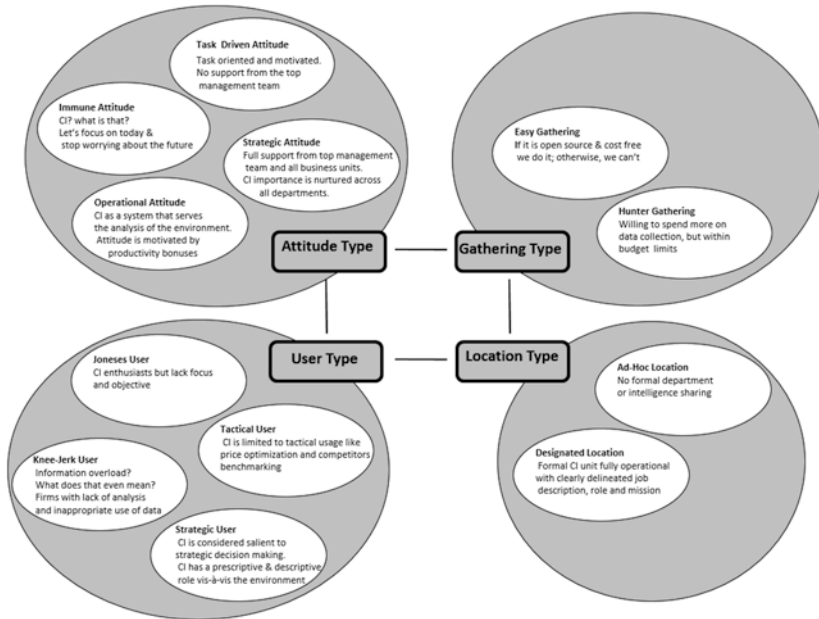 Task Driven Attitude
Task oriented and motivated.
No support from the top
management team
Immune Attitude
CI? what is that?
Let's focus on today &
stop worrying about the future
Strategic Attitude
Full support from top management
team and all business units.
CI importance is nurtured across
all departments.
Operational Attitude
CI as a system that serves
the analysis of the environment.
Attitude is motivated by
productivity bonuses
Attitude Type
Easy Gathering
If it is open source & cost free
we do it; otherwise, we can't
Hunter Gathering
Willing to spend more on
data collection, but within
budget limits
Gathering Type
User Type
Joneses User
CI enthusiasts but lack focus
and objective
Tactical User
CI is limited to tactical usage like
price optimization and competitors
benchmarking
Knee-Jerk User
Information overload?
What does that even mean?
Firms with lack of analysis
and inappropriate use of data
Strategic User
CI is considered salient to
strategic decision making.
CI has a prescriptive & descriptive
role vis-à-vis the environment
Location Type
Ad-Hoc Location
No formal department
or intelligence sharing
Designated Location
Formal CI unit fully operational
with clearly delineated job
description, role and mission